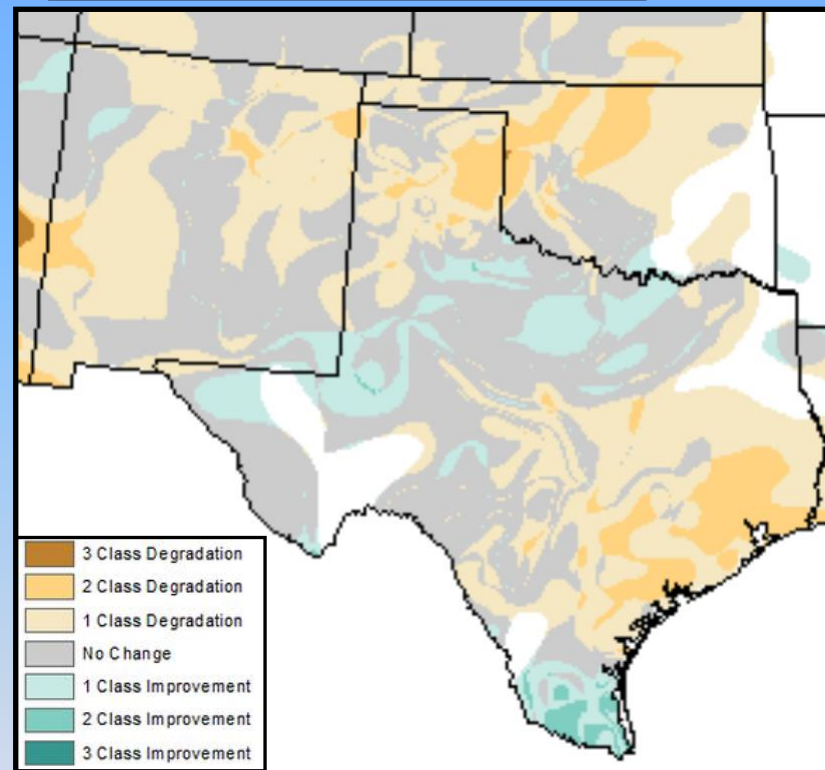 3 Class Degradation
2 Class Degradation
1 Class Degradation
No Change
1 Class Improvement
2 Class Improvement
3 Class Improvement